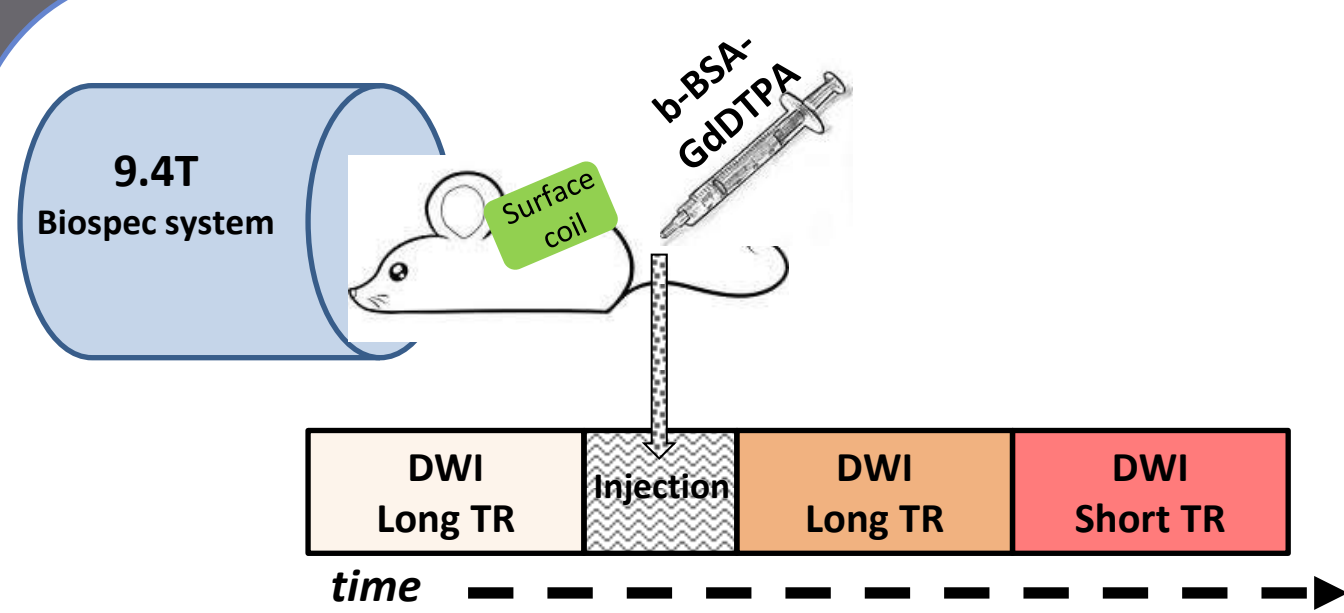 b-BSA-
GdDTPA
9.4T
Biospec system
Surface
coil
DWI
Long TR
Injection
DWI
Long TR
DWI
Short TR
time